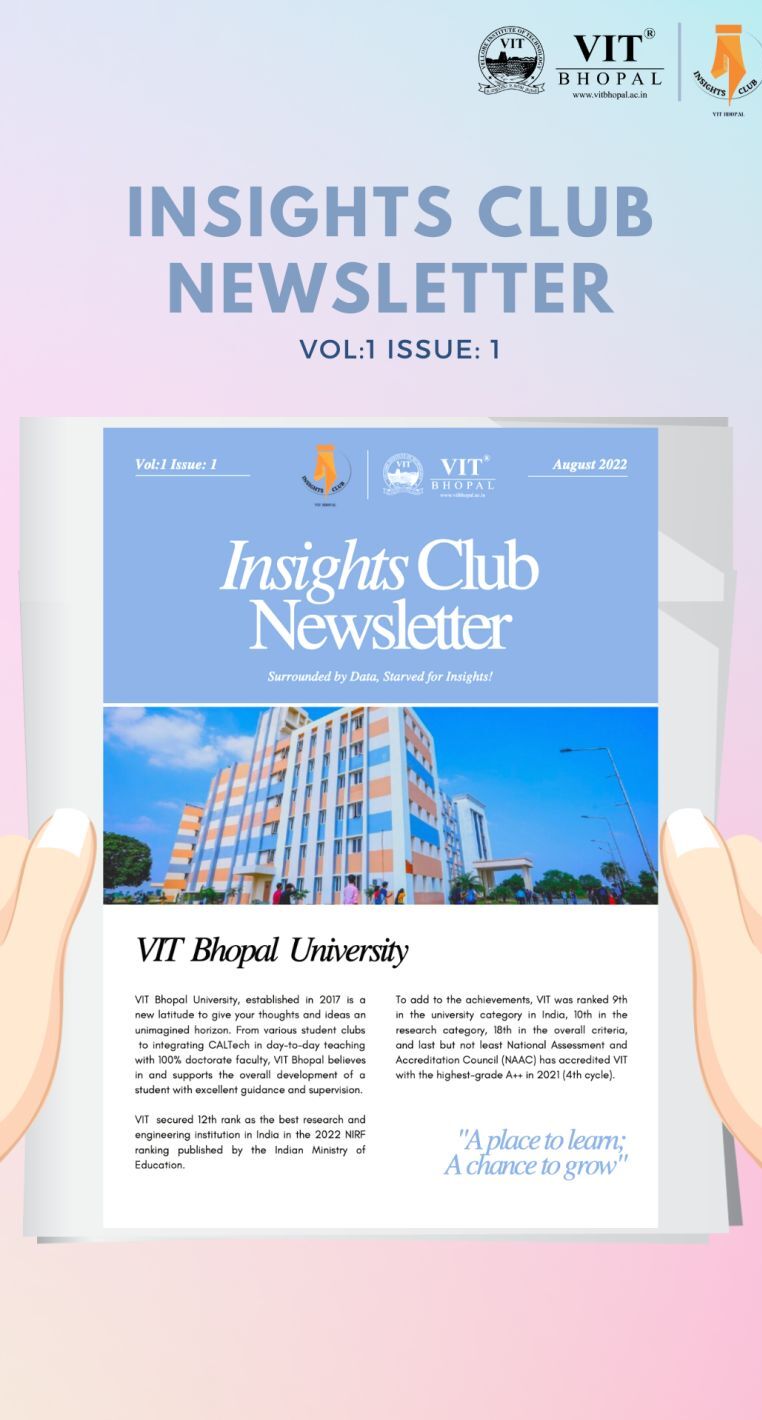 VELLORE INSTITUTE OF TECHNOLOGY
VIT
VIT®
BHOPAL
www.vitbhopal.ac.in
INSIGHTS CLUB
VIT BHOPAL
INSIGHTS CLUB
NEWSLETTER
VOL:1 ISSUE: 1
Vol:1 Issue: 1
INSIGHTS CLUB
VIT BHOPAL
VIT
VIT®
BHOPAL
www.vitbhopal.ac.in
August 2022
Insights Club
Newsletter
Surrounded by Data, Starved for Insights!
VIT Bhopal University
VIT Bhopal University, established in 2017 is a
new latitude to give your thoughts and ideas an
unimagined horizon. From various student clubs
to integrating CALTech in day-to-day teaching
with 100% doctorate faculty, VIT Bhopal believes
in and supports the overall development of a
student with excellent guidance and supervision.
VIT secured 12th rank as the best research and
engineering institution in India in the 2022 NIRF
ranking published by the Indian Ministry of
Education.
To add to the achievements, VIT was ranked 9th
in the university category in India, 10th in the
research category, 18th in the overall criteria,
and last but not least National Assessment and
Accreditation Council (NAAC) has accredited VIT
with the highest-grade A++ in 2021 (4th cycle).
"A place to learn;
A chance to grow"